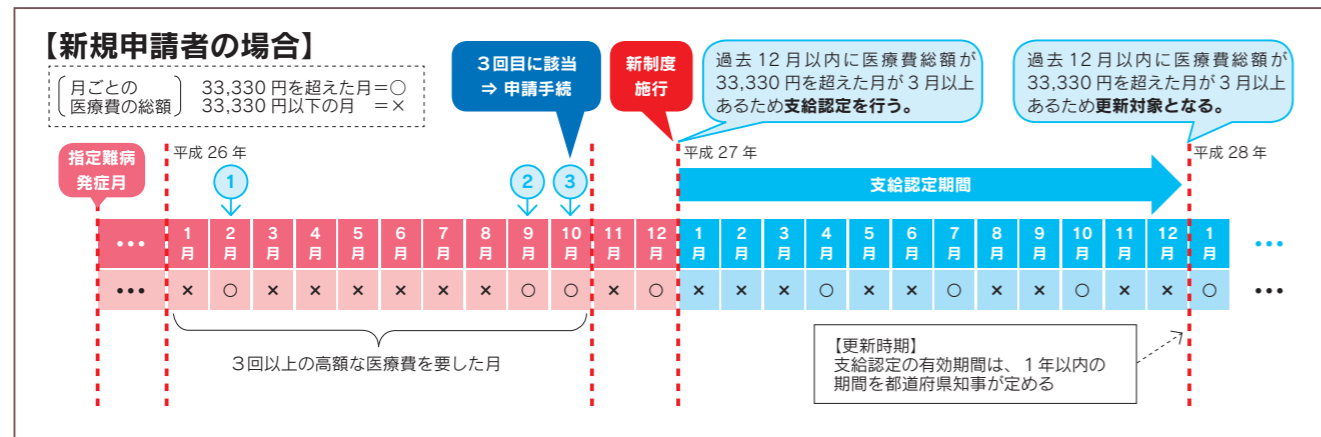 【新規申請者の場合】
月ごとの 33,330 円を超えた月=○
医療費の総額 33,330 円以下の月 =×
3回目に該当
⇒ 申請手続
新制度
施行
過去 12 月以内に医療費総額が
33,330 円を超えた月が 3 月以上
あるため支給認定を行う。
過去 12 月以内に医療費総額が
33,330 円を超えた月が 3 月以上
あるため更新対象となる。
指定難病
発症月
平成 26 年
平成 27 年
平成 28 年
1
2
3
支給認定期間
… 1月 2月 3月 4月 5月 6月 7月 8月 9月 10月 11月 12月 1月 2月 3月 4月 5月 6月 7月 8月 9月 10月 11月 12月 1月 …
… × ○ × × × × × × ○ ○ × ○ × × × ○ × × ○ × × ○ × × ○ …
3回以上の高額な医療費を要した月
【更新時期】
支給認定の有効期間は、1年以内の
期間を都道府県知事が定める